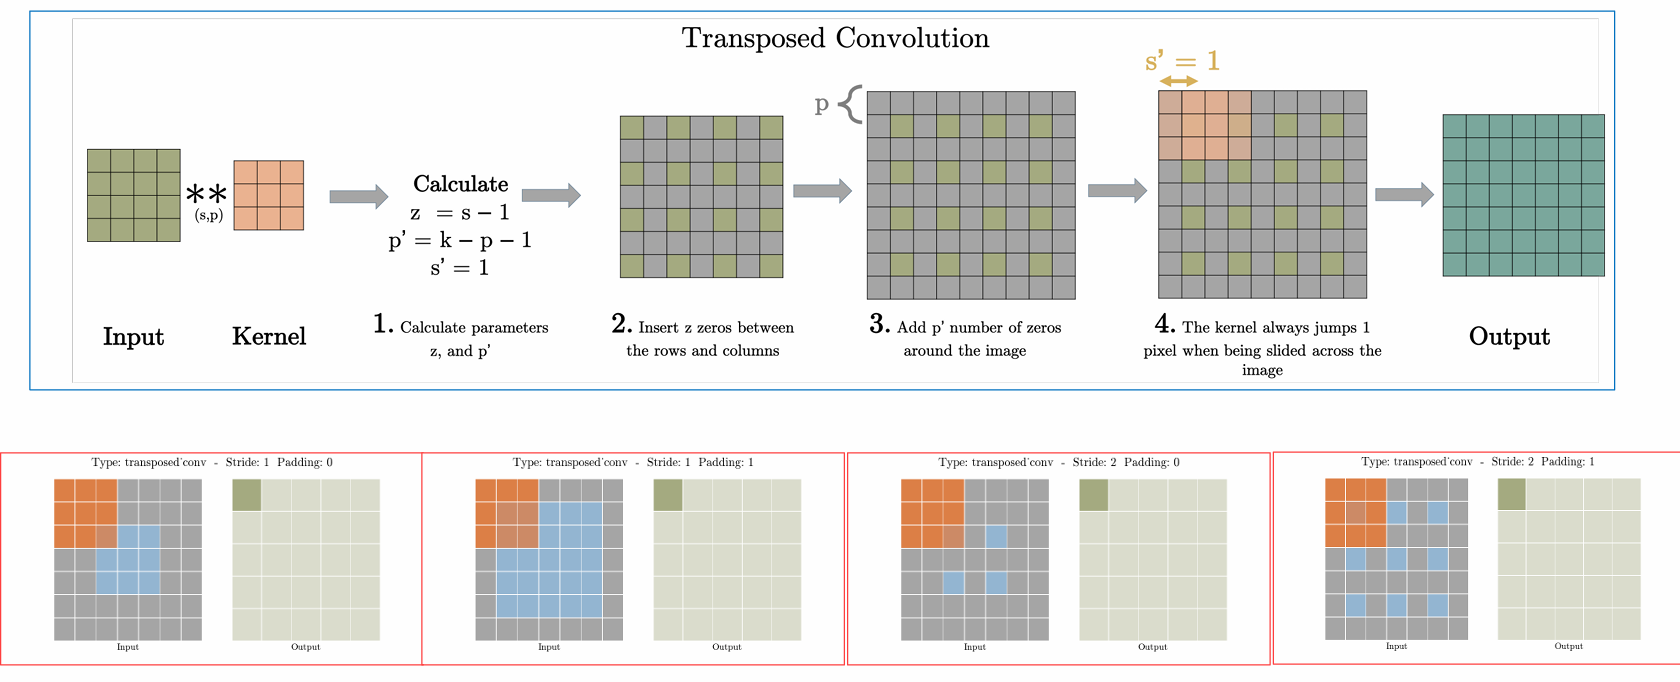 Transposed Convolution
s’ = 1
p
**
(s,p)
Calculate
z = s − 1
p’ = k − p − 1
s’ = 1
Input
Kernel
1. Calculate parameters
z, and p’
2. Insert z zeros between
the rows and columns
3. Add p’ number of zeros
around the image
4. The kernel always jumps 1
pixel when being slided across the
image
Output
Type: transposed˙conv - Stride: 1 Padding: 0
Input
Output
Type: transposed˙conv - Stride: 1 Padding: 1
Input
Output
Type: transposed˙conv - Stride: 2 Padding: 0
Input
Output
Type: transposed˙conv - Stride: 2 Padding: 1
Input
Output